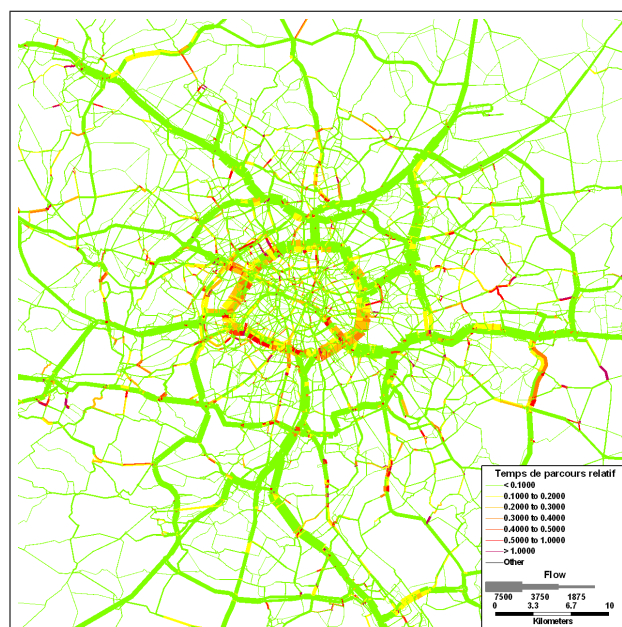 Temps de parcours relatif
< 0.1000
0.1000 to 0.2000
0.2000 to 0.3000
0.3000 to 0.4000
0.4000 to 0.5000
0.5000 to 1.0000
> 1.0000
Other
Flow
7500 3750 1875
0 3.3 6.7 10
Kilometers